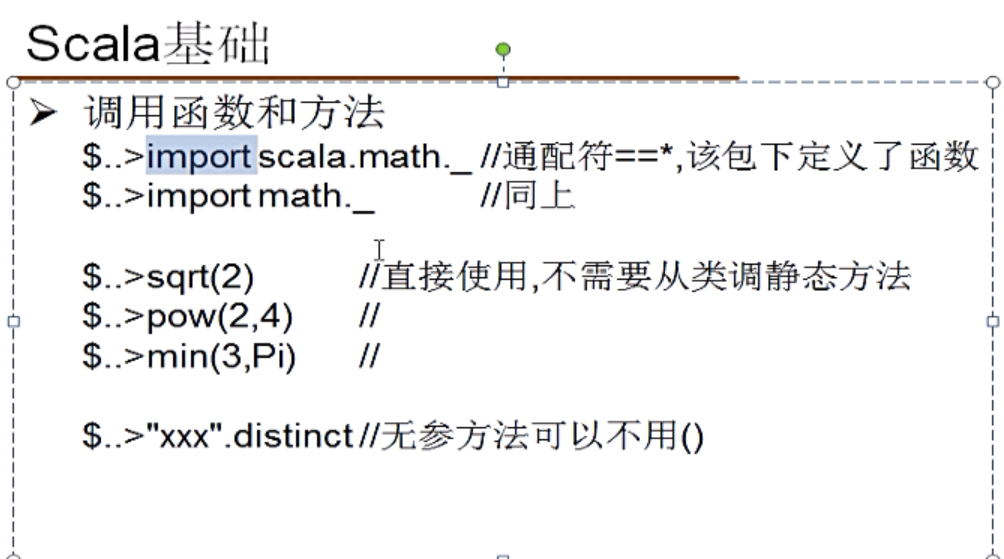 Scala基础
调用函数和方法
$..>import scala.math._ //通配符==*,该包下定义了函数
$..>import math._ //同上
$..>sqrt(2) //直接使用,不需要从类调静态方法
$..>pow(2,4) //
$..>min(3,Pi) //
$..>"xxx".distinct //无参方法可以不用()